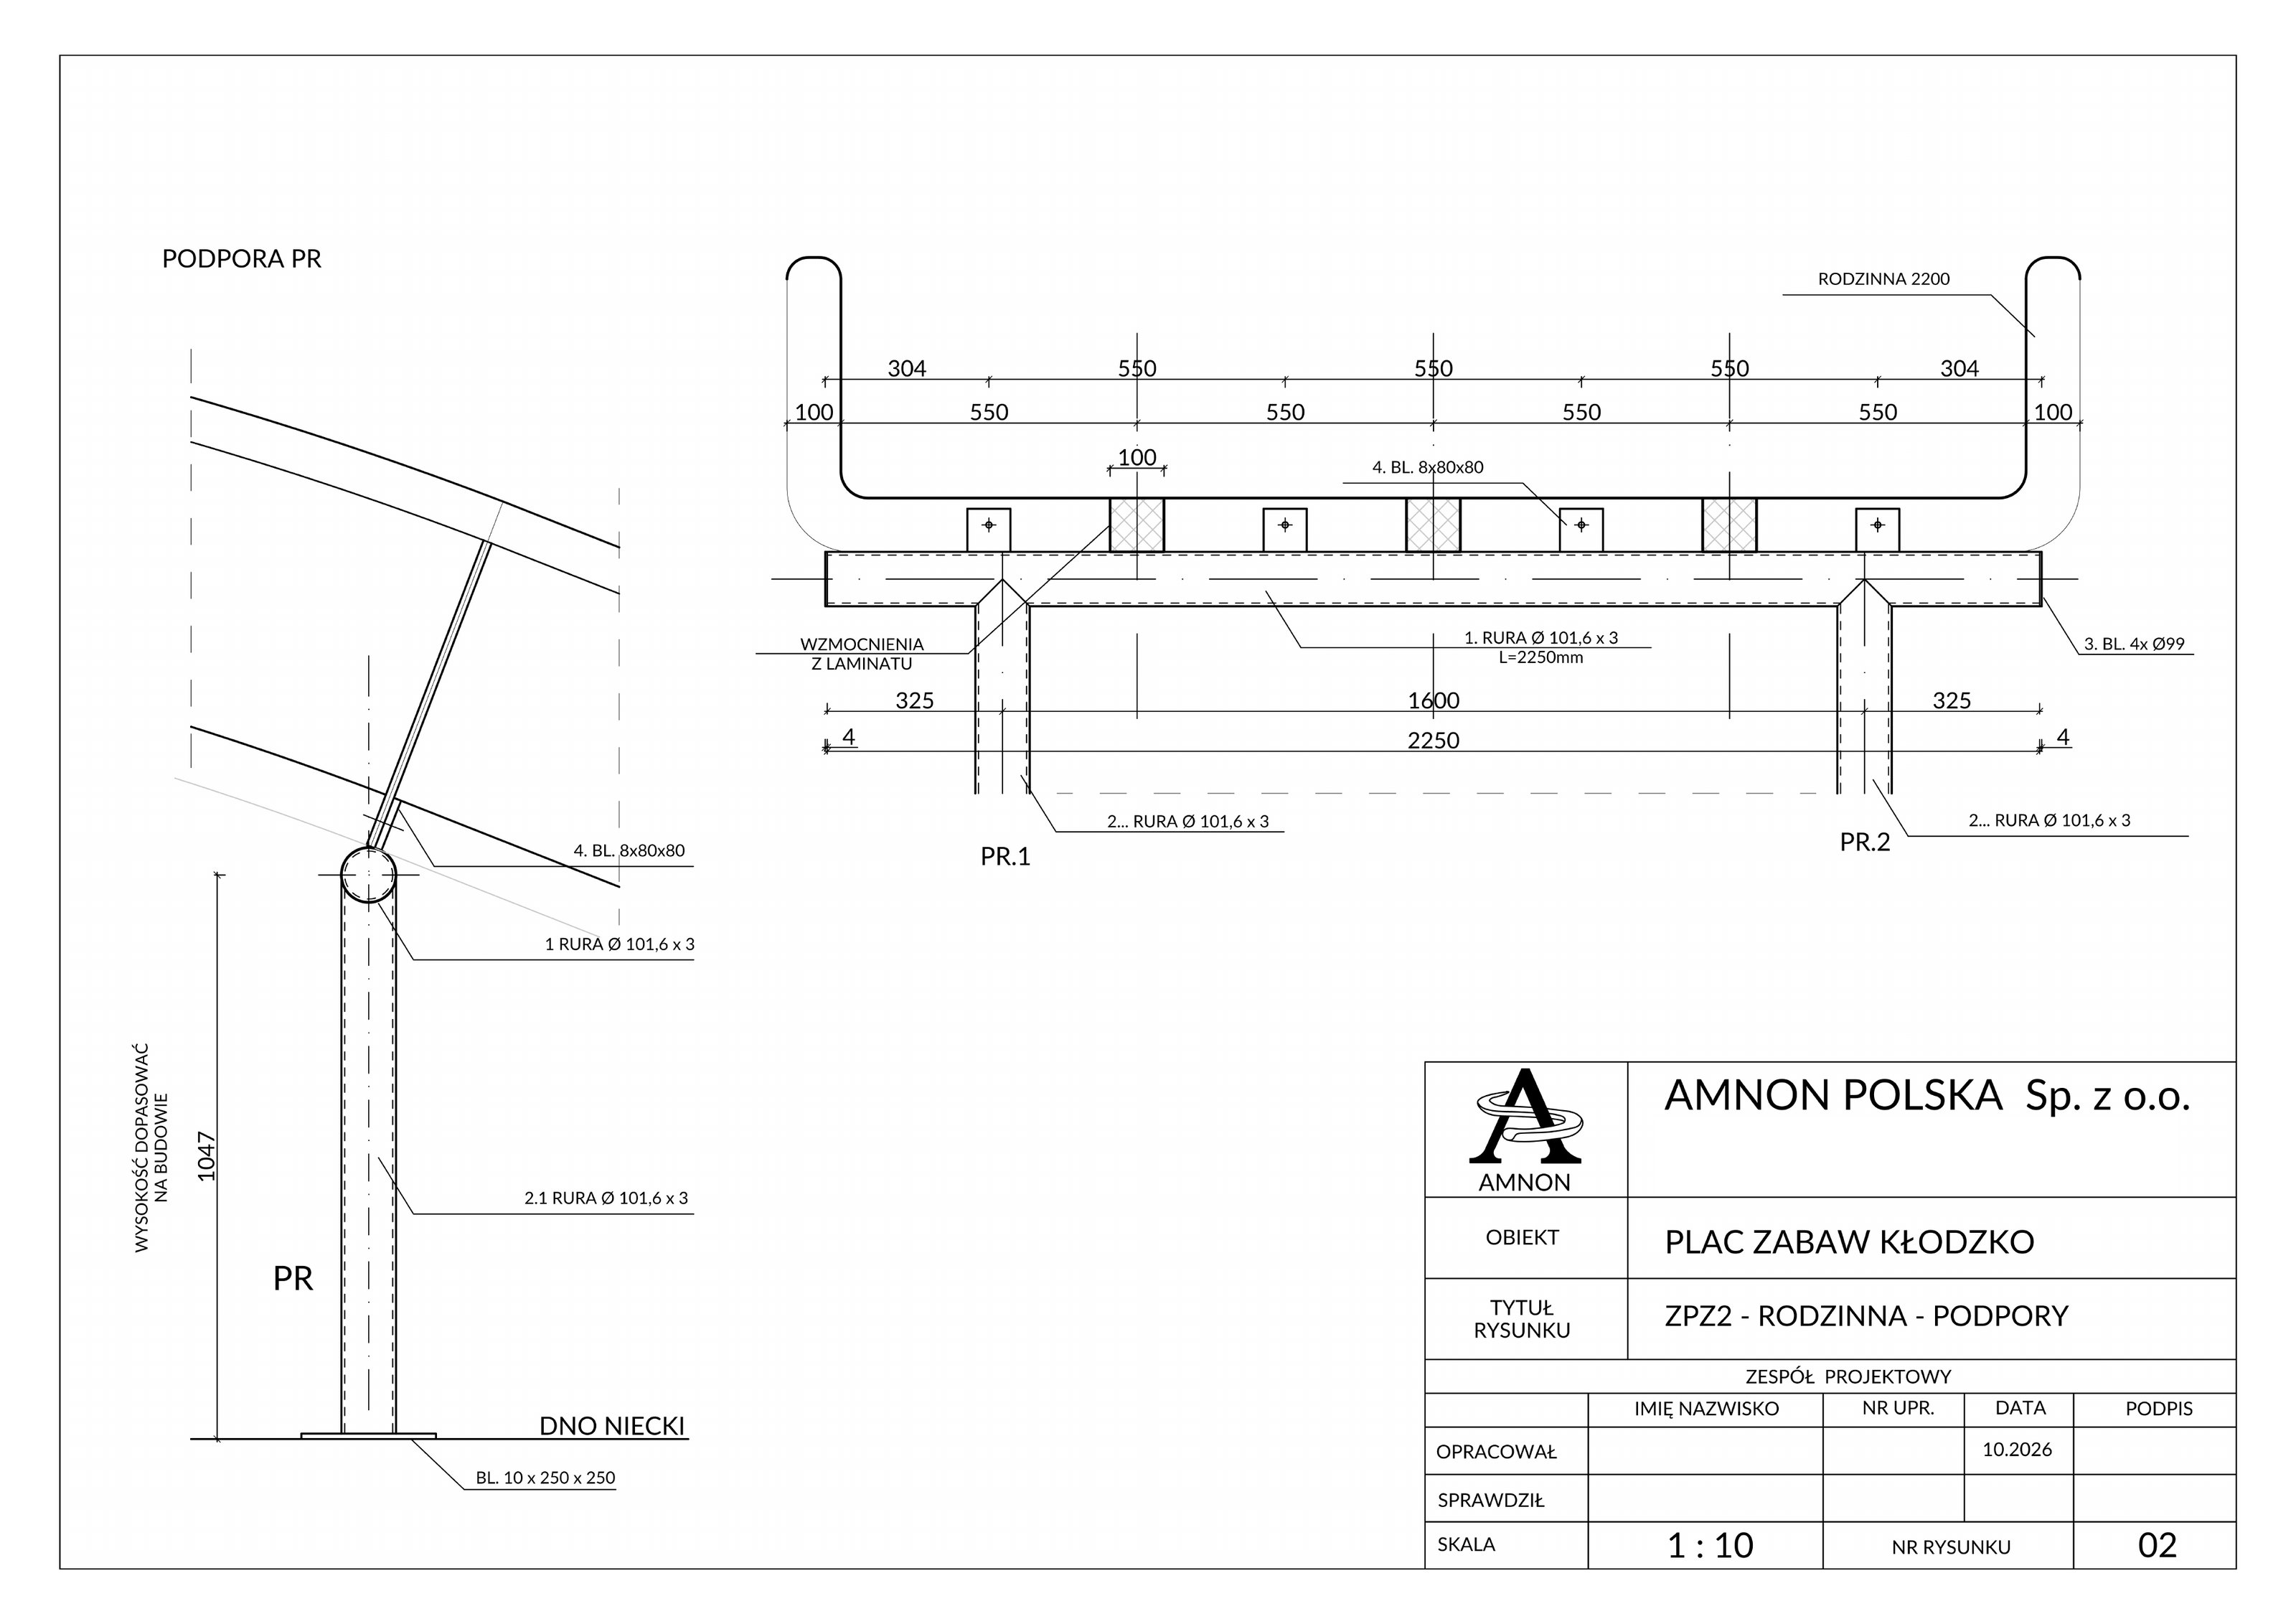 PODPORA PR
RODZINNA 2200
304
550
550
550
304
100
550
550
550
550
100
100
4. BL. 8x80x80
WZMOCNIENIA
Z LAMINATU
1. RURA Ø 101,6 x 3
L=2250mm
3. BL. 4x Ø99
325
1600
325
4
2250
4
2... RURA Ø 101,6 x 3
2... RURA Ø 101,6 x 3
PR.1
PR.2
4. BL. 8x80x80
1 RURA Ø 101,6 x 3
WYSOKOŚĆ DOPASOWAĆ
NA BUDOWIE
1047
2.1 RURA Ø 101,6 x 3
PR
DNO NIECKI
BL. 10 x 250 x 250
AMNON
AMNON POLSKA Sp. z o.o.
OBIEKT
PLAC ZABAW KŁODZKO
TYTUŁ
RYSUNKU
ZPZ2 - RODZINNA - PODPORY
ZESPÓŁ PROJEKTOWY
IMIĘ NAZWISKO
NR UPR.
DATA
PODPIS
OPRACOWAŁ
10.2026
SPRAWDZIŁ
SKALA
1 : 10
NR RYSUNKU
02